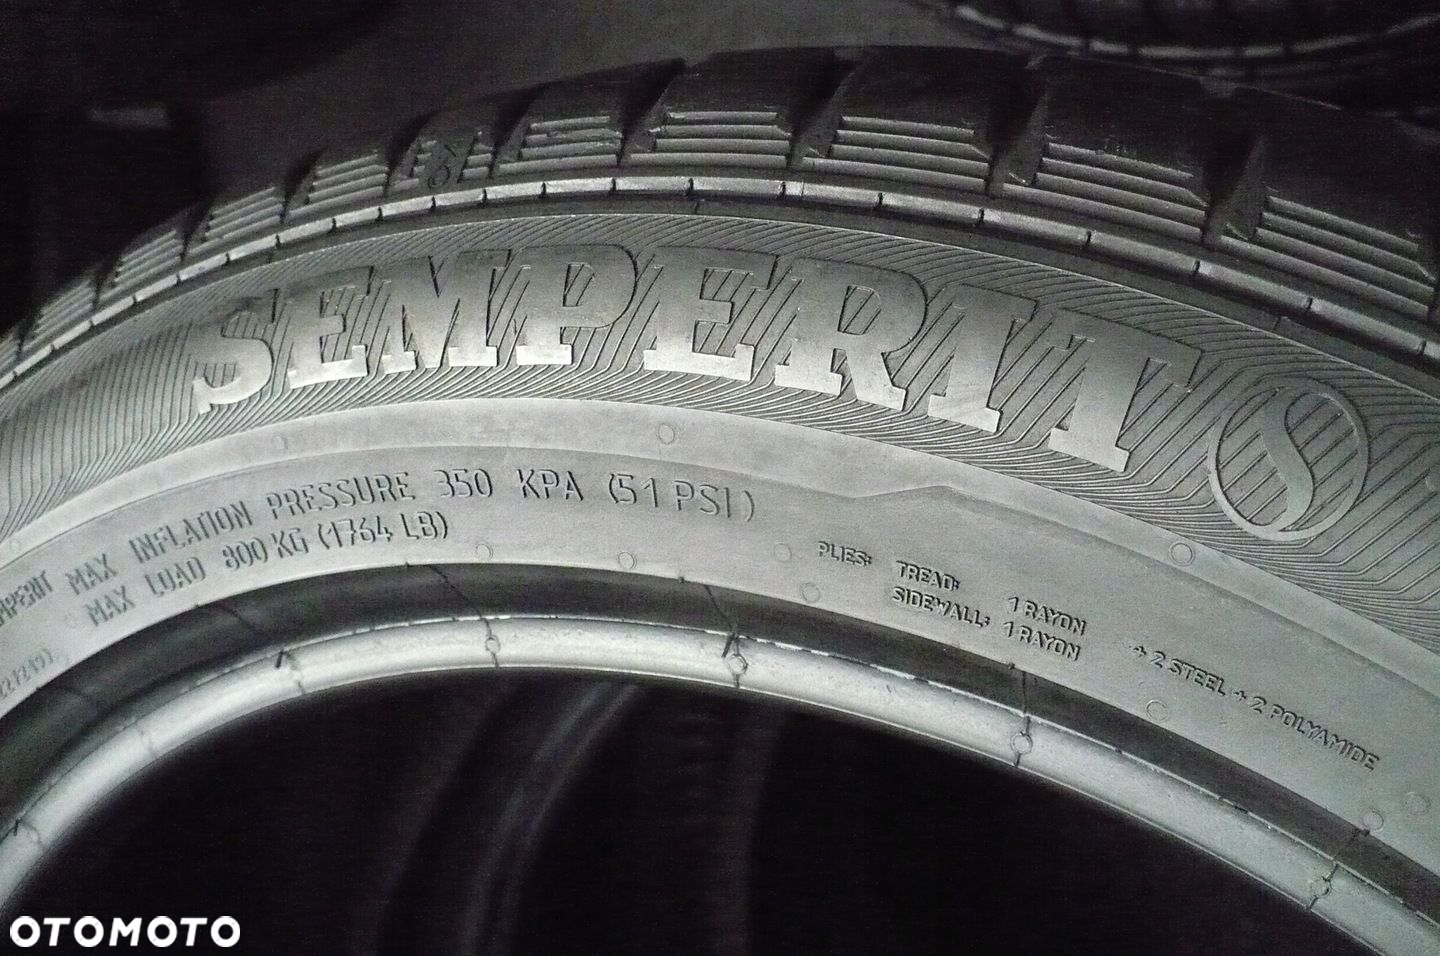 SEMPERIT
MAX INFLATION PRESSURE 350 KPA (51 PSI)
MAX LOAD 800 KG (1764 LB)
PLIES: TREAD: 1 RAYON + 2 STEEL + 2 POLYAMIDE
SIDEWALL: 1 RAYON
OTOMOTO